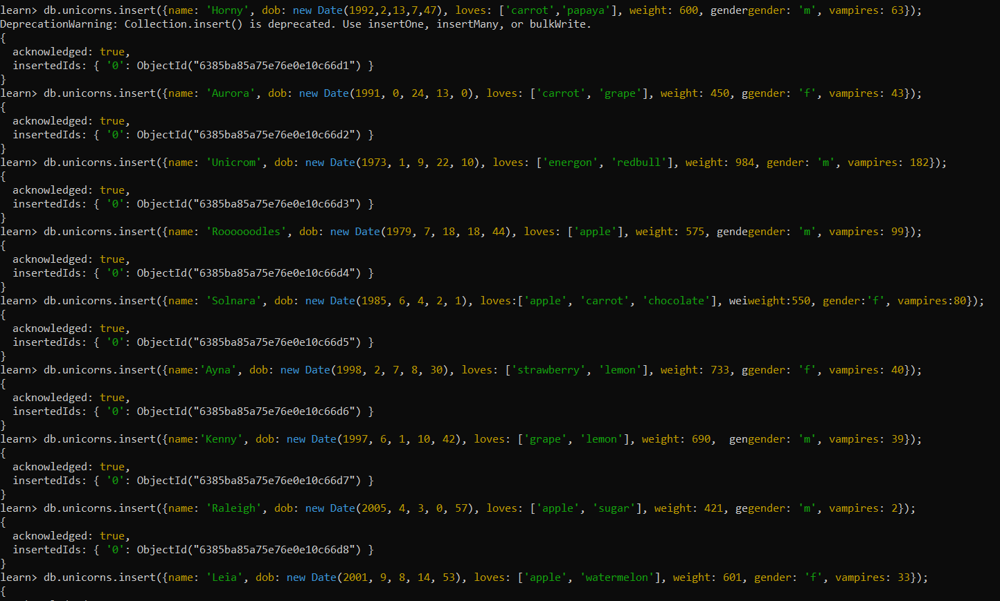 learn> db.unicorns.insert({name: 'Horny', dob: new Date(1992,2,13,7,47), loves: ['carrot','papaya'], weight: 600, gendergender: 'm', vampires: 63});
DeprecationWarning: Collection.insert() is deprecated. Use insertOne, insertMany, or bulkWrite.
{
  acknowledged: true,
  insertedIds: { '0': ObjectId("6385ba85a75e76e0e10c66d1") }
}
learn> db.unicorns.insert({name: 'Aurora', dob: new Date(1991, 0, 24, 13, 0), loves: ['carrot', 'grape'], weight: 450, ggender: 'f', vampires: 43});
{
  acknowledged: true,
  insertedIds: { '0': ObjectId("6385ba85a75e76e0e10c66d2") }
}
learn> db.unicorns.insert({name: 'Unicrom', dob: new Date(1973, 1, 9, 22, 10), loves: ['energon', 'redbull'], weight: 984, gender: 'm', vampires: 182});
{
  acknowledged: true,
  insertedIds: { '0': ObjectId("6385ba85a75e76e0e10c66d3") }
}
learn> db.unicorns.insert({name: 'Roooooodles', dob: new Date(1979, 7, 18, 18, 44), loves: ['apple'], weight: 575, gendegender: 'm', vampires: 99});
{
  acknowledged: true,
  insertedIds: { '0': ObjectId("6385ba85a75e76e0e10c66d4") }
}
learn> db.unicorns.insert({name: 'Solnara', dob: new Date(1985, 6, 4, 2, 1), loves:['apple', 'carrot', 'chocolate'], weiweight:550, gender:'f', vampires:80});
{
  acknowledged: true,
  insertedIds: { '0': ObjectId("6385ba85a75e76e0e10c66d5") }
}
learn> db.unicorns.insert({name:'Ayna', dob: new Date(1998, 2, 7, 8, 30), loves: ['strawberry', 'lemon'], weight: 733, ggender: 'f', vampires: 40});
{
  acknowledged: true,
  insertedIds: { '0': ObjectId("6385ba85a75e76e0e10c66d6") }
}
learn> db.unicorns.insert({name:'Kenny', dob: new Date(1997, 6, 1, 10, 42), loves: ['grape', 'lemon'], weight: 690,  gengender: 'm', vampires: 39});
{
  acknowledged: true,
  insertedIds: { '0': ObjectId("6385ba85a75e76e0e10c66d7") }
}
learn> db.unicorns.insert({name: 'Raleigh', dob: new Date(2005, 4, 3, 0, 57), loves: ['apple', 'sugar'], weight: 421, gegender: 'm', vampires: 2});
{
  acknowledged: true,
  insertedIds: { '0': ObjectId("6385ba85a75e76e0e10c66d8") }
}
learn> db.unicorns.insert({name: 'Leia', dob: new Date(2001, 9, 8, 14, 53), loves: ['apple', 'watermelon'], weight: 601, gender: 'f', vampires: 33});
{